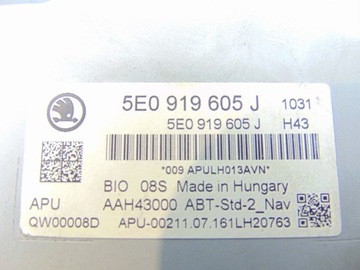 5E0 919 605 J 1031
5E0 919 605 J H43
*009 APULH013AVN*
BIO 08S Made in Hungary
APU AAH43000 ABT-Std-2_Nav
QW00008D APU-00211.07.161LH20763